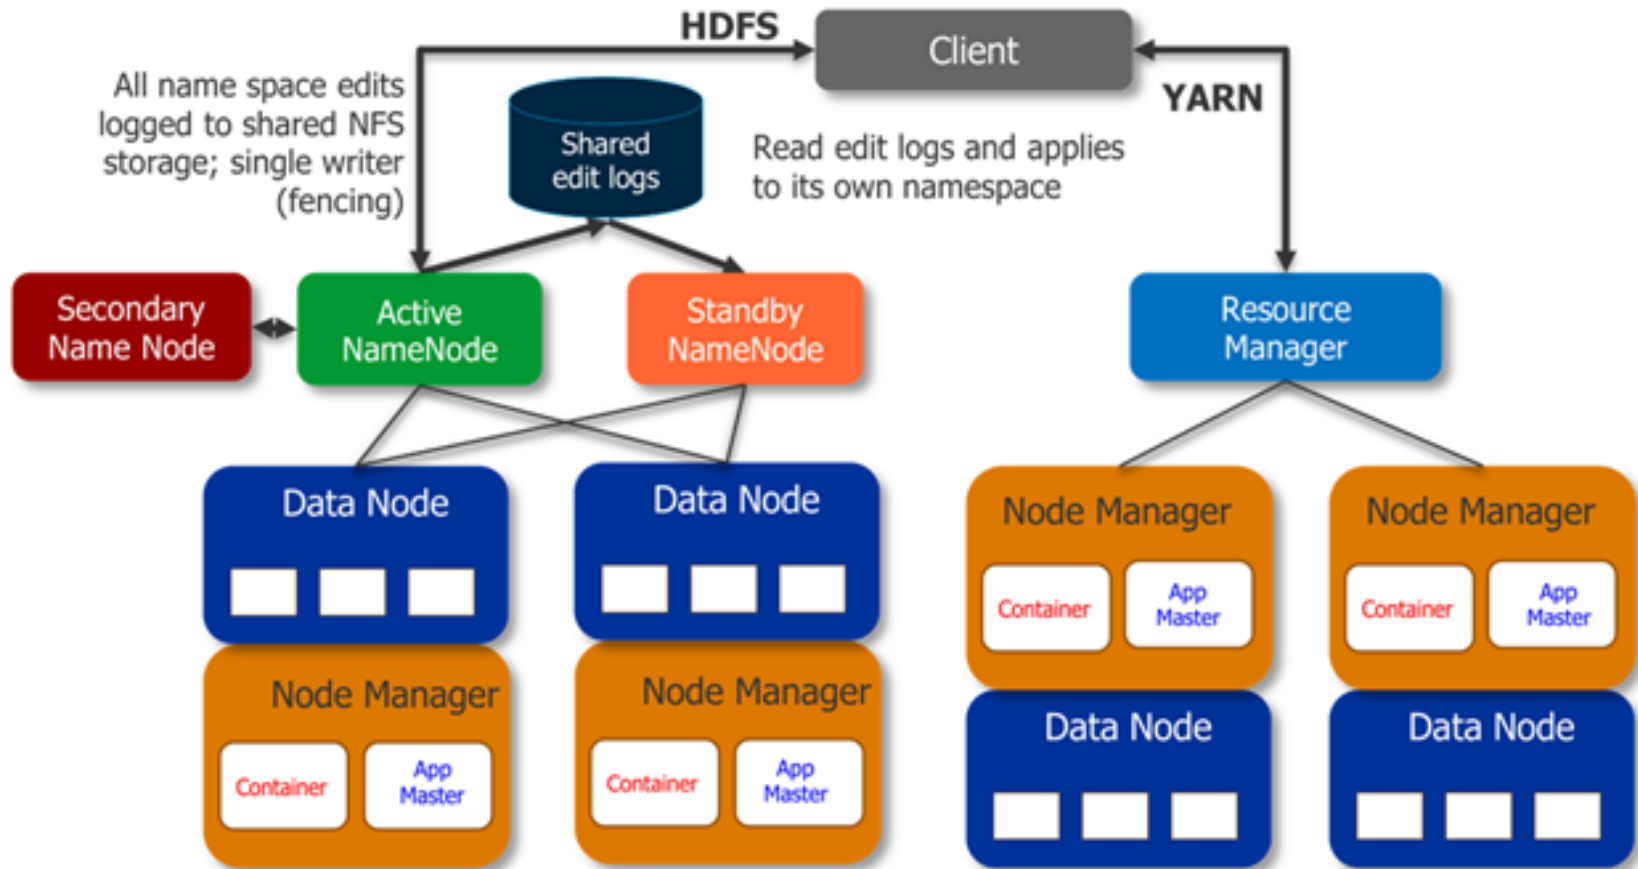 HDFS
Client
YARN
All name space edits
logged to shared NFS
storage; single writer
(fencing)
Shared
edit logs
Read edit logs and applies
to its own namespace
Secondary
Name Node
Active
NameNode
Standby
NameNode
Resource
Manager
Data Node
Data Node
Node Manager
Container
App
Master
Node Manager
Container
App
Master
Node Manager
Container
App
Master
Node Manager
Container
App
Master
Data Node
Data Node